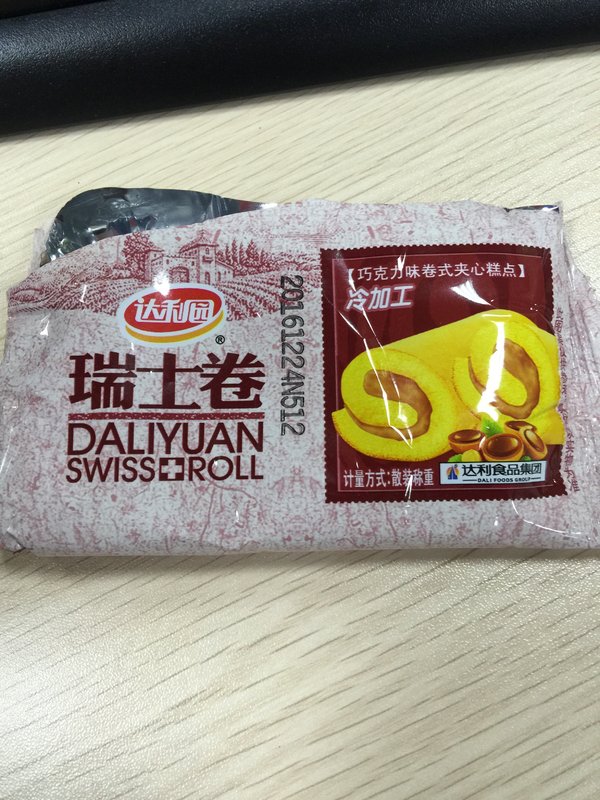 达利园
®
瑞士卷
DALIYUAN
SWISS ROLL
20161224N512
【巧克力味卷式夹心糕点】
冷加工
计量方式:散装称重
达利食品集团
DALI FOODS GROUP